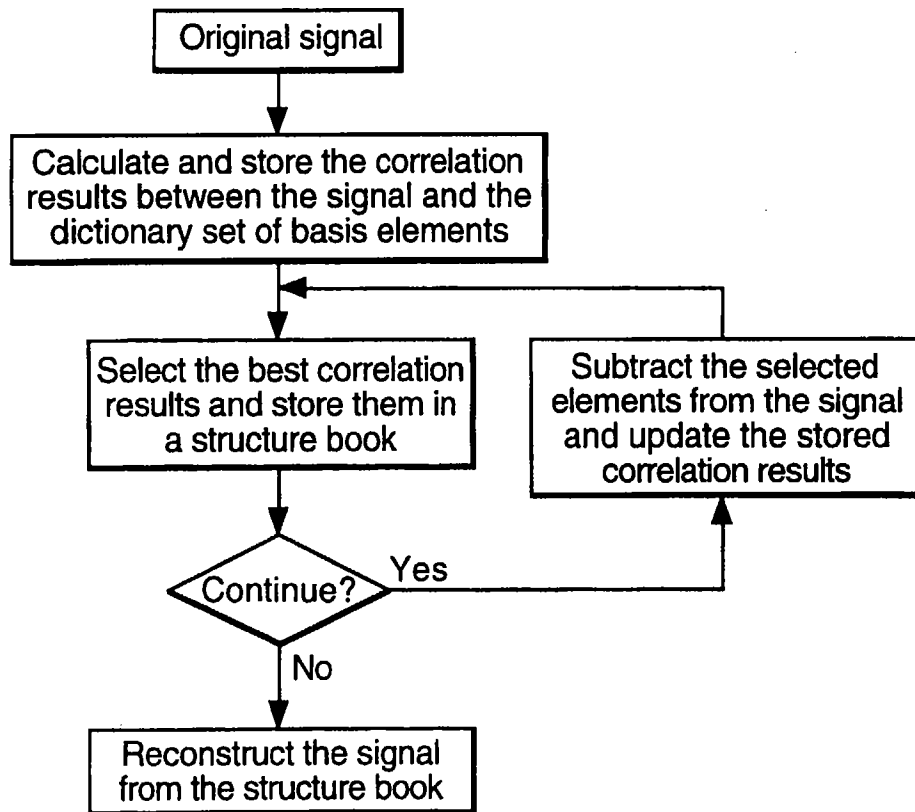 Original signal
Calculate and store the correlation
results between the signal and the
dictionary set of basis elements
Select the best correlation
results and store them in
a structure book
Subtract the selected
elements from the signal
and update the stored
correlation results
Continue?
Yes
No
Reconstruct the signal
from the structure book